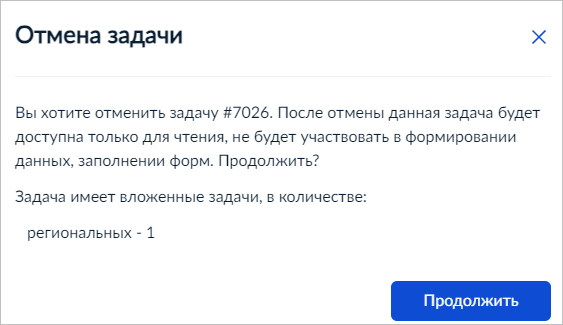 Отмена задачи
Вы хотите отменить задачу #7026. После отмены данная задача будет
доступна только для чтения, не будет участвовать в формировании
данных, заполнении форм. Продолжить?
Задача имеет вложенные задачи, в количестве:
региональных - 1
Продолжить